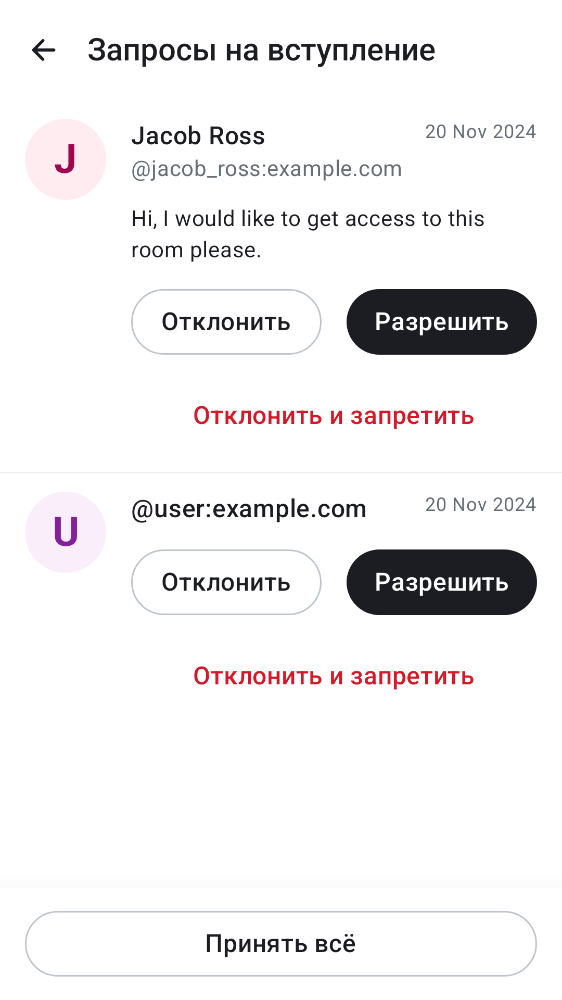 Запросы на вступление
J
Jacob Ross
20 Nov 2024
@jacob_ross:example.com
Hi, I would like to get access to this
room please.
Отклонить
Разрешить
Отклонить и запретить
U
@user:example.com
20 Nov 2024
Отклонить
Разрешить
Отклонить и запретить
Принять всё